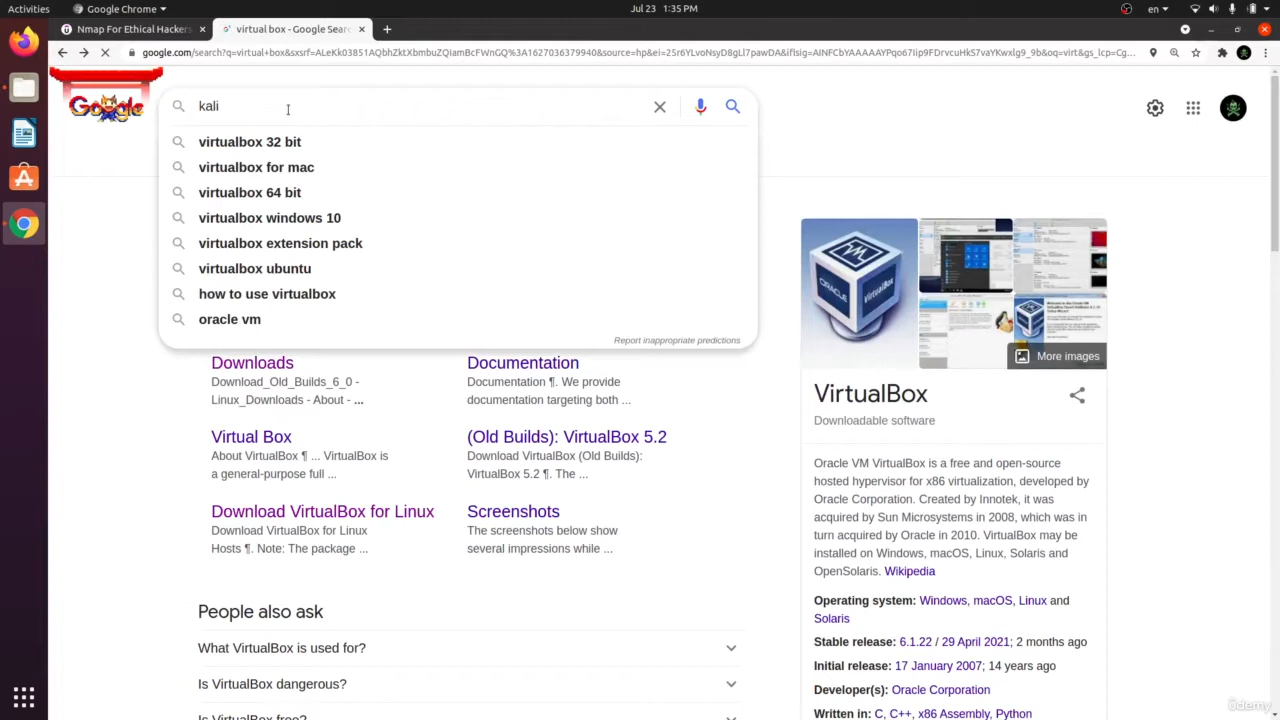 Activities
Google Chrome
Jul 23 1:35 PM
en
Nmap For Ethical Hackers
virtual box - Google Sear
google.com/search?q=virtual+box&sxsrf=ALeKk03851AQbhZktXbmbuZQiamBcFWnGQ%3A1627036379940&source=hp&ei=25r6YLvoNsyD8gLl7pawDA&iflsig=AINFCbYAAAAAYPqo67Iip9FDrvcuHkS7vaYKwxlg9_9b&oq=virt&gs_lcp=Cg...
Google
kali
virtualbox 32 bit
virtualbox for mac
virtualbox 64 bit
virtualbox windows 10
virtualbox extension pack
virtualbox ubuntu
how to use virtualbox
oracle vm
Report inappropriate predictions
Downloads
Download_Old_Builds_6_0 -
Linux_Downloads - About - ...
Documentation
Documentation ¶. We provide
documentation targeting both ...
Virtual Box
About VirtualBox ¶ ... VirtualBox is
a general-purpose full ...
(Old Builds): VirtualBox 5.2
Download VirtualBox (Old Builds):
VirtualBox 5.2 ¶. The ...
Download VirtualBox for Linux
Download VirtualBox for Linux
Hosts ¶. Note: The package ...
Screenshots
The screenshots below show
several impressions while ...
People also ask
What VirtualBox is used for?
Is VirtualBox dangerous?
Is VirtualBox free?
ORACLE
VirtualBox
More images
VirtualBox
Downloadable software
Oracle VM VirtualBox is a free and open-source
hosted hypervisor for x86 virtualization, developed by
Oracle Corporation. Created by Innotek, it was
acquired by Sun Microsystems in 2008, which was in
turn acquired by Oracle in 2010. VirtualBox may be
installed on Windows, macOS, Linux, Solaris and
OpenSolaris. Wikipedia
Operating system: Windows, macOS, Linux and
Solaris
Stable release: 6.1.22 / 29 April 2021; 2 months ago
Initial release: 17 January 2007; 14 years ago
Developer(s): Oracle Corporation
Written in: C, C++, x86 Assembly, Python
ûdemy